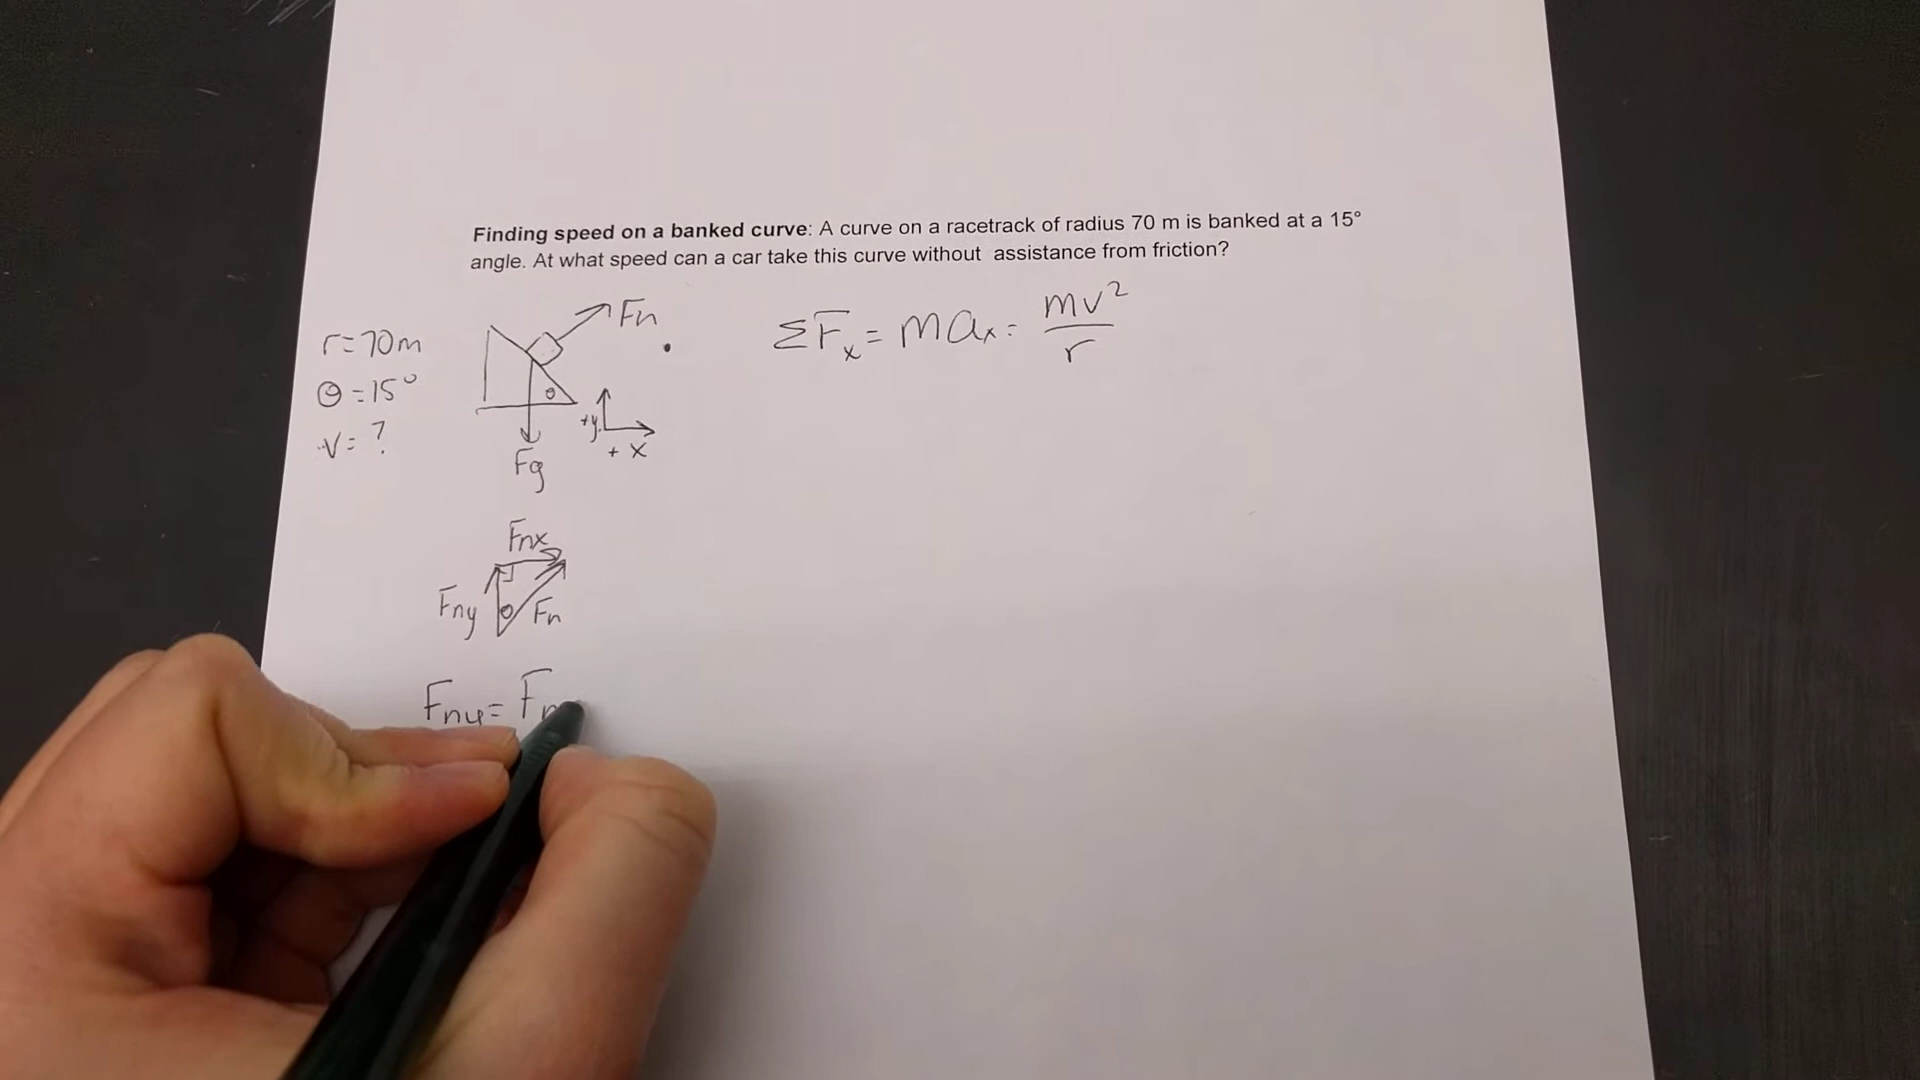 Finding speed on a banked curve: A curve on a racetrack of radius 70 m is banked at a 15°
angle. At what speed can a car take this curve without assistance from friction?
r=70m
θ=15°
v=?
Fn
θ
+y
+x
Fg
ΣFx = max = mv²/r
Fnx
Fny
θ
Fn
Fny = Fn